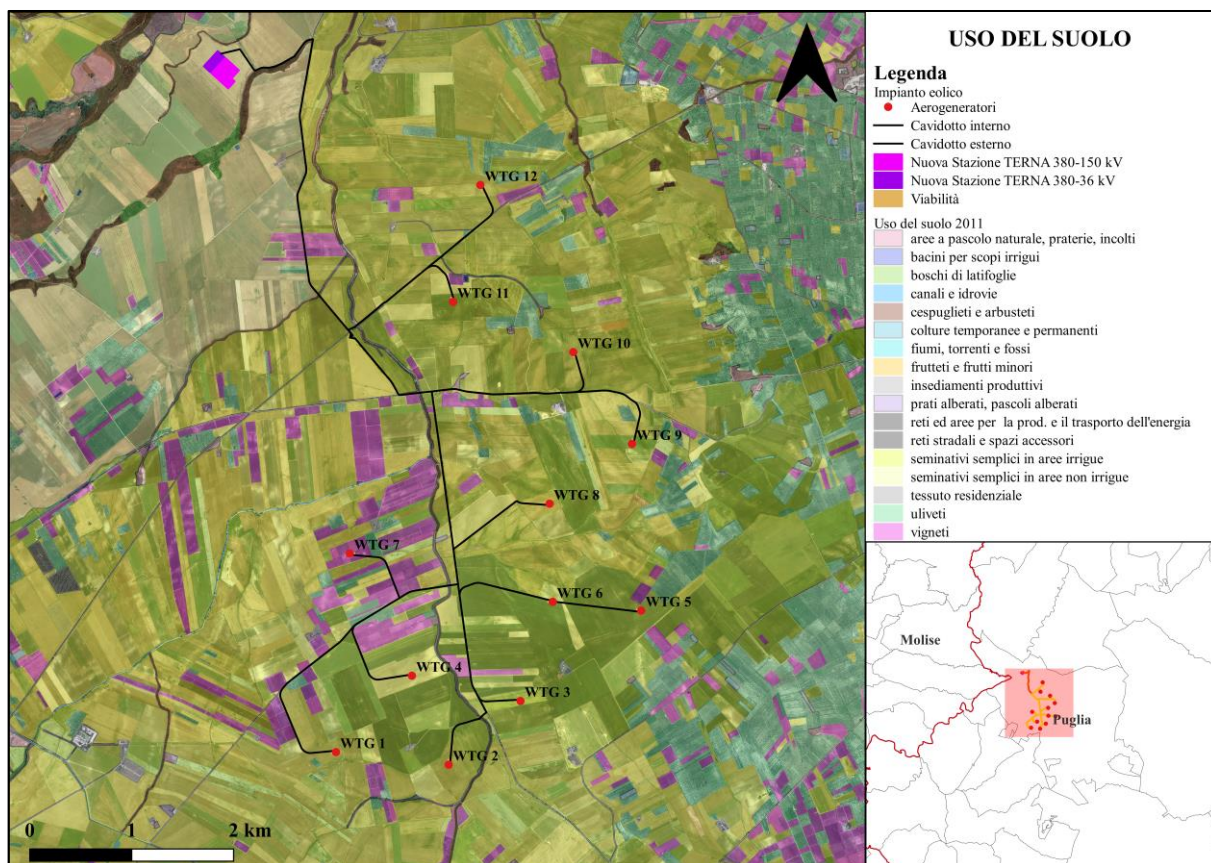 USO DEL SUOLO
Legenda
Impianto eolico
Aerogeneratori
Cavidotto interno
Cavidotto esterno
Nuova Stazione TERNA 380-150 kV
Nuova Stazione TERNA 380-36 kV
Viabilità
Uso del suolo 2011
aree a pascolo naturale, praterie, incolti
bacini per scopi irrigui
boschi di latifoglie
canali e idrovie
cespuglieti e arbusteti
colture temporanee e permanenti
fiumi, torrenti e fossi
frutteti e frutti minori
insediamenti produttivi
prati alberati, pascoli alberati
reti ed aree per la prod. e il trasporto dell'energia
reti stradali e spazi accessori
seminativi semplici in aree irrigue
seminativi semplici in aree non irrigue
tessuto residenziale
uliveti
vigneti
WTG 12
WTG 11
WTG 10
WTG 9
WTG 8
WTG 7
WTG 6
WTG 5
WTG 4
WTG 3
WTG 1
WTG 2
0 1 2 km
Molise
Puglia